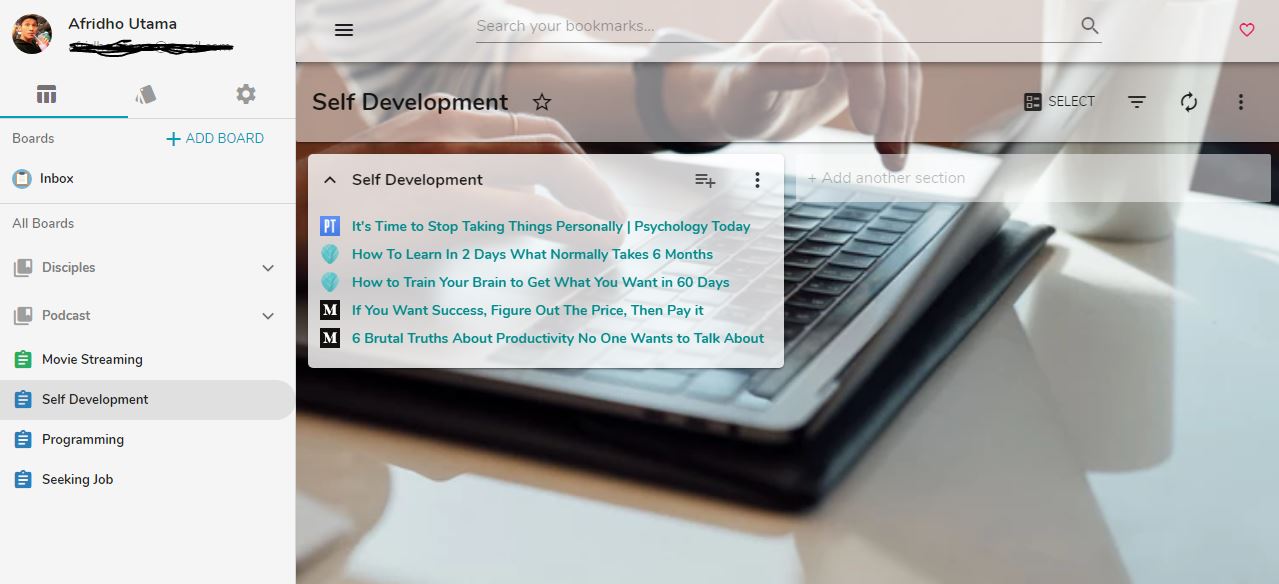 Afridho Utama
Search your bookmarks...
Self Development
SELECT
Boards
+ ADD BOARD
Inbox
All Boards
Disciples
Podcast
Movie Streaming
Self Development
Programming
Seeking Job
Self Development
+ Add another section
PT It's Time to Stop Taking Things Personally | Psychology Today
How To Learn In 2 Days What Normally Takes 6 Months
How to Train Your Brain to Get What You Want in 60 Days
M If You Want Success, Figure Out The Price, Then Pay it
M 6 Brutal Truths About Productivity No One Wants to Talk About